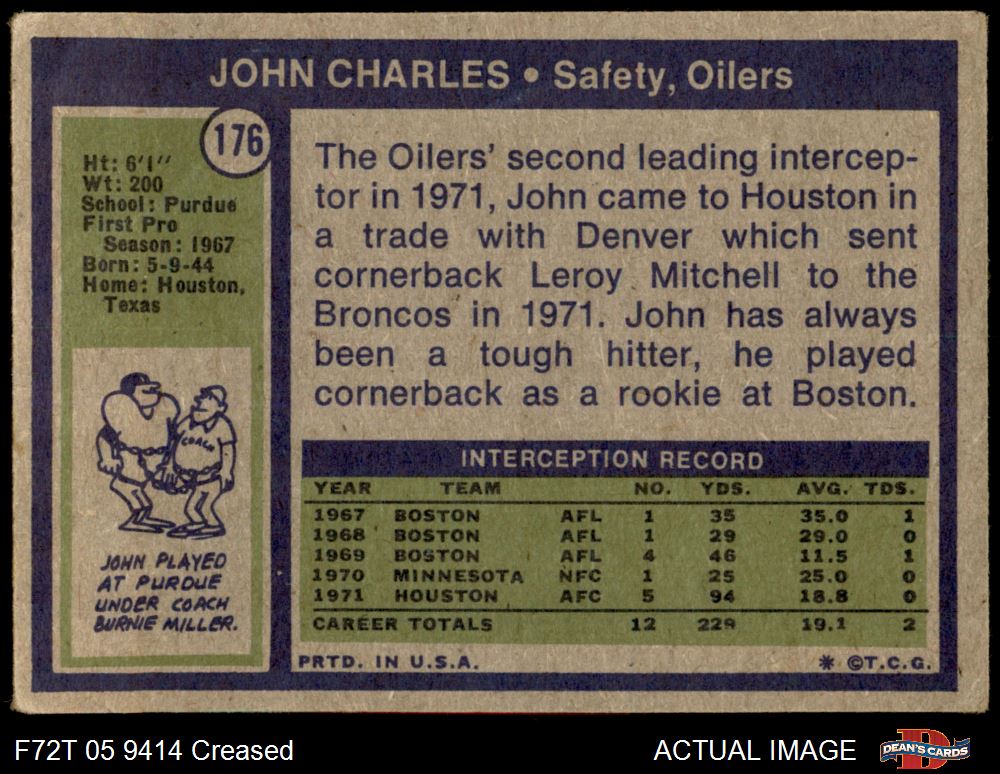 JOHN CHARLES • Safety, Oilers
176
Ht: 6'1''
Wt: 200
School: Purdue
First Pro
Season: 1967
Born: 5-9-44
Home: Houston,
Texas
COACH
JOHN PLAYED
AT PURDUE
UNDER COACH
BURNIE MILLER.
The Oilers' second leading intercep-
tor in 1971, John came to Houston in
a trade with Denver which sent
cornerback Leroy Mitchell to the
Broncos in 1971. John has always
been a tough hitter, he played
cornerback as a rookie at Boston.
INTERCEPTION RECORD
YEAR TEAM NO. YDS. AVG. TDS.
1967 BOSTON AFL 1 35 35.0 1
1968 BOSTON AFL 1 29 29.0 0
1969 BOSTON AFL 4 46 11.5 1
1970 MINNESOTA NFC 1 25 25.0 0
1971 HOUSTON AFC 5 94 18.8 0
CAREER TOTALS 12 229 19.1 2
PRTD. IN U.S.A. * ©T.C.G.
F72T 05 9414 Creased
ACTUAL IMAGE
DEAN'S CARDS